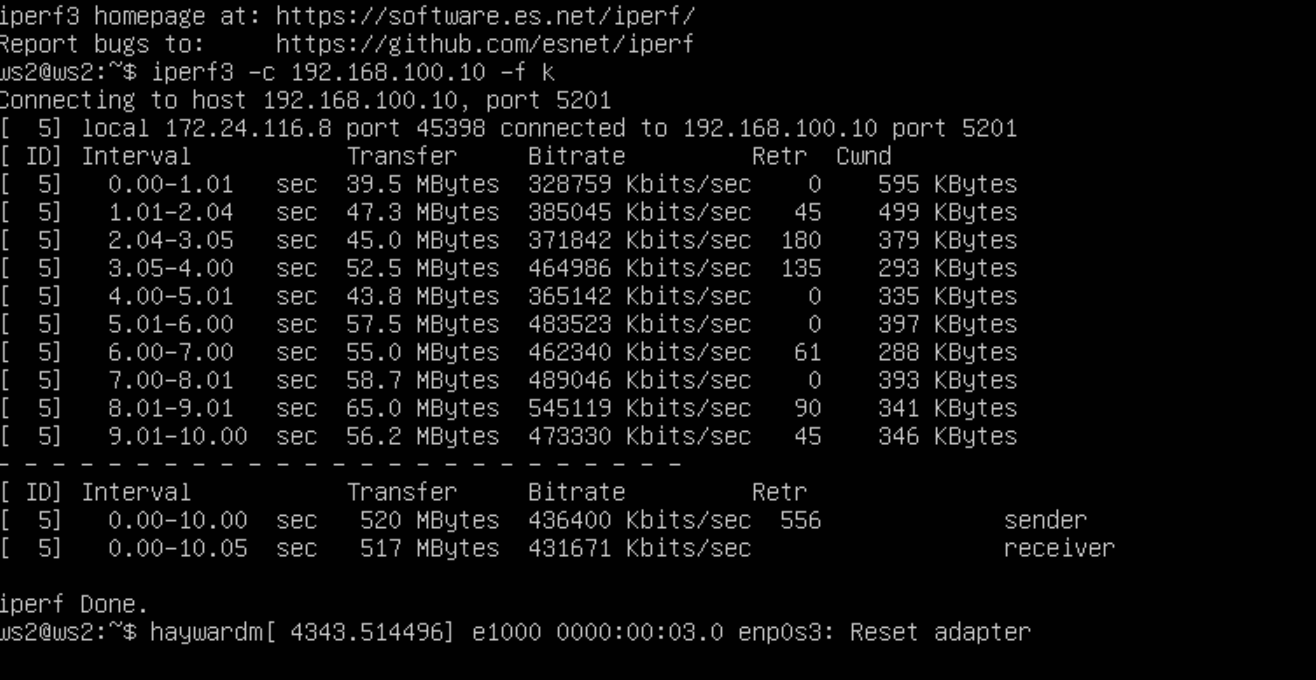 iperf3 homepage at: https://software.es.net/iperf/
Report bugs to:     https://github.com/esnet/iperf
ws2@ws2:~$ iperf3 -c 192.168.100.10 -f k
Connecting to host 192.168.100.10, port 5201
[  5] local 172.24.116.8 port 45398 connected to 192.168.100.10 port 5201
[ ID] Interval           Transfer     Bitrate         Retr  Cwnd
[  5]   0.00-1.01   sec  39.5 MBytes  328759 Kbits/sec    0    595 KBytes
[  5]   1.01-2.04   sec  47.3 MBytes  385045 Kbits/sec   45    499 KBytes
[  5]   2.04-3.05   sec  45.0 MBytes  371842 Kbits/sec  180    379 KBytes
[  5]   3.05-4.00   sec  52.5 MBytes  464986 Kbits/sec  135    293 KBytes
[  5]   4.00-5.01   sec  43.8 MBytes  365142 Kbits/sec    0    335 KBytes
[  5]   5.01-6.00   sec  57.5 MBytes  483523 Kbits/sec    0    397 KBytes
[  5]   6.00-7.00   sec  55.0 MBytes  462340 Kbits/sec   61    288 KBytes
[  5]   7.00-8.01   sec  58.7 MBytes  489046 Kbits/sec    0    393 KBytes
[  5]   8.01-9.01   sec  65.0 MBytes  545119 Kbits/sec   90    341 KBytes
[  5]   9.01-10.00  sec  56.2 MBytes  473330 Kbits/sec   45    346 KBytes
- - - - - - - - - - - - - - - - - - - - - - - - -
[ ID] Interval           Transfer     Bitrate         Retr
[  5]   0.00-10.00  sec   520 MBytes  436400 Kbits/sec  556             sender
[  5]   0.00-10.05  sec   517 MBytes  431671 Kbits/sec                  receiver
iperf Done.
ws2@ws2:~$ haywardm[ 4343.514496] e1000 0000:00:03.0 enp0s3: Reset adapter